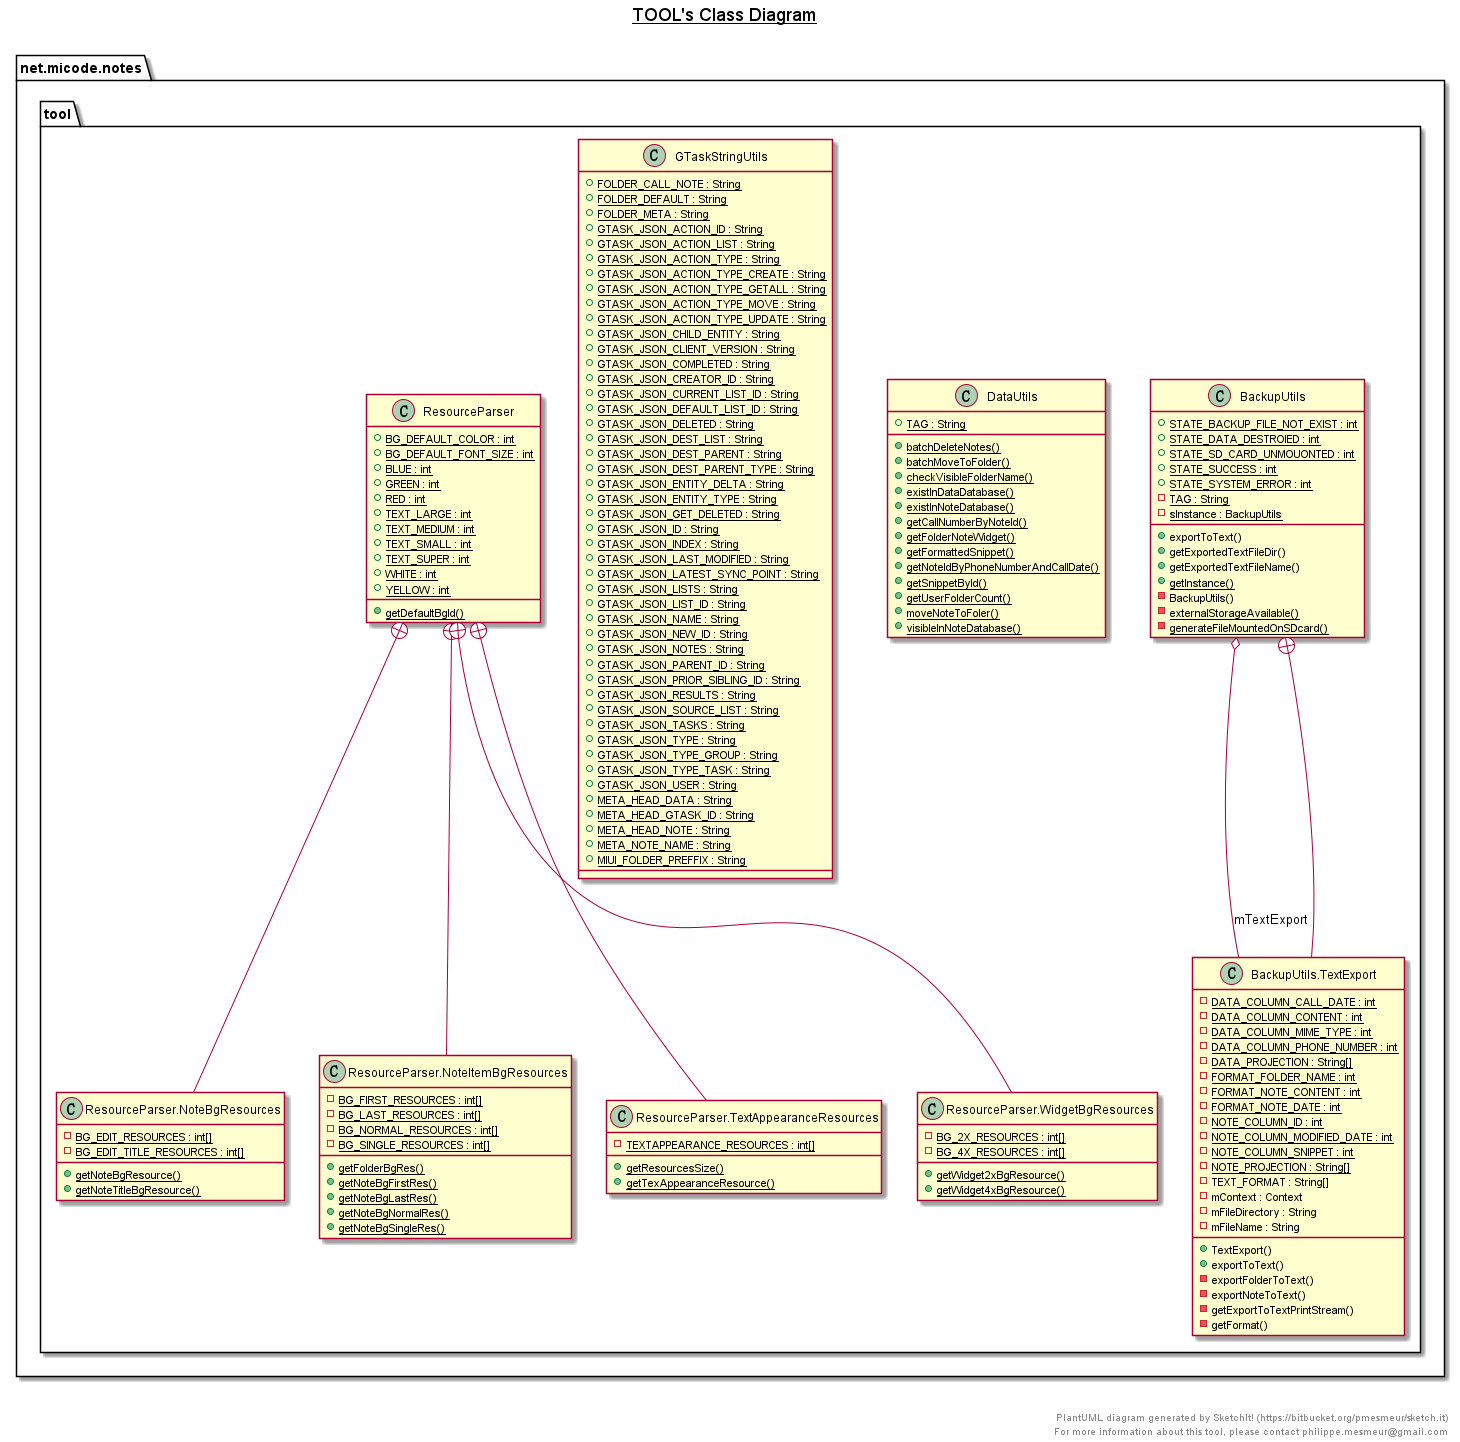 TOOL's Class Diagram
net.micode.notes
tool
C GTaskStringUtils
FOLDER_CALL_NOTE : String
FOLDER_DEFAULT : String
FOLDER_META : String
GTASK_JSON_ACTION_ID : String
GTASK_JSON_ACTION_LIST : String
GTASK_JSON_ACTION_TYPE : String
GTASK_JSON_ACTION_TYPE_CREATE : String
GTASK_JSON_ACTION_TYPE_GETALL : String
GTASK_JSON_ACTION_TYPE_MOVE : String
GTASK_JSON_ACTION_TYPE_UPDATE : String
GTASK_JSON_CHILD_ENTITY : String
GTASK_JSON_CLIENT_VERSION : String
GTASK_JSON_COMPLETED : String
GTASK_JSON_CREATOR_ID : String
GTASK_JSON_CURRENT_LIST_ID : String
GTASK_JSON_DEFAULT_LIST_ID : String
GTASK_JSON_DELETED : String
GTASK_JSON_DEST_LIST : String
GTASK_JSON_DEST_PARENT : String
GTASK_JSON_DEST_PARENT_TYPE : String
GTASK_JSON_ENTITY_DELTA : String
GTASK_JSON_ENTITY_TYPE : String
GTASK_JSON_GET_DELETED : String
GTASK_JSON_ID : String
GTASK_JSON_INDEX : String
GTASK_JSON_LAST_MODIFIED : String
GTASK_JSON_LATEST_SYNC_POINT : String
GTASK_JSON_LISTS : String
GTASK_JSON_LIST_ID : String
GTASK_JSON_NAME : String
GTASK_JSON_NEW_ID : String
GTASK_JSON_NOTES : String
GTASK_JSON_PARENT_ID : String
GTASK_JSON_PRIOR_SIBLING_ID : String
GTASK_JSON_RESULTS : String
GTASK_JSON_SOURCE_LIST : String
GTASK_JSON_TASKS : String
GTASK_JSON_TYPE : String
GTASK_JSON_TYPE_GROUP : String
GTASK_JSON_TYPE_TASK : String
GTASK_JSON_USER : String
META_HEAD_DATA : String
META_HEAD_GTASK_ID : String
META_HEAD_NOTE : String
META_NOTE_NAME : String
MIUI_FOLDER_PREFFIX : String
C ResourceParser
BG_DEFAULT_COLOR : int
BG_DEFAULT_FONT_SIZE : int
BLUE : int
GREEN : int
RED : int
TEXT_LARGE : int
TEXT_MEDIUM : int
TEXT_SMALL : int
TEXT_SUPER : int
WHITE : int
YELLOW : int
getDefaultBgId()
C DataUtils
TAG : String
batchDeleteNotes()
batchMoveToFolder()
checkVisibleFolderName()
existInDataDatabase()
existInNoteDatabase()
getCallNumberByNoteId()
getFolderNoteWidget()
getFormattedSnippet()
getNoteIdByPhoneNumberAndCallDate()
getSnippetById()
getUserFolderCount()
moveNoteToFoler()
visibleInNoteDatabase()
C BackupUtils
STATE_BACKUP_FILE_NOT_EXIST : int
STATE_DATA_DESTROIED : int
STATE_SD_CARD_UNMOUONTED : int
STATE_SUCCESS : int
STATE_SYSTEM_ERROR : int
TAG : String
sInstance : BackupUtils
exportToText()
getExportedTextFileDir()
getExportedTextFileName()
getInstance()
BackupUtils()
externalStorageAvailable()
generateFileMountedOnSDcard()
mTextExport
C ResourceParser.NoteBgResources
BG_EDIT_RESOURCES : int[]
BG_EDIT_TITLE_RESOURCES : int[]
getNoteBgResource()
getNoteTitleBgResource()
C ResourceParser.NoteItemBgResources
BG_FIRST_RESOURCES : int[]
BG_LAST_RESOURCES : int[]
BG_NORMAL_RESOURCES : int[]
BG_SINGLE_RESOURCES : int[]
getFolderBgRes()
getNoteBgFirstRes()
getNoteBgLastRes()
getNoteBgNormalRes()
getNoteBgSingleRes()
C ResourceParser.TextAppearanceResources
TEXTAPPEARANCE_RESOURCES : int[]
getResourcesSize()
getTexAppearanceResource()
C ResourceParser.WidgetBgResources
BG_2X_RESOURCES : int[]
BG_4X_RESOURCES : int[]
getWidget2xBgResource()
getWidget4xBgResource()
C BackupUtils.TextExport
DATA_COLUMN_CALL_DATE : int
DATA_COLUMN_CONTENT : int
DATA_COLUMN_MIME_TYPE : int
DATA_COLUMN_PHONE_NUMBER : int
DATA_PROJECTION : String[]
FORMAT_FOLDER_NAME : int
FORMAT_NOTE_CONTENT : int
FORMAT_NOTE_DATE : int
NOTE_COLUMN_ID : int
NOTE_COLUMN_MODIFIED_DATE : int
NOTE_COLUMN_SNIPPET : int
NOTE_PROJECTION : String[]
TEXT_FORMAT : String[]
mContext : Context
mFileDirectory : String
mFileName : String
TextExport()
exportToText()
exportFolderToText()
exportNoteToText()
getExportToTextPrintStream()
getFormat()
PlantUML diagram generated by SketchIt! (https://bitbucket.org/pmesmeur/sketch.it)
For more information about this tool, please contact philippe.mesmeur@gmail.com